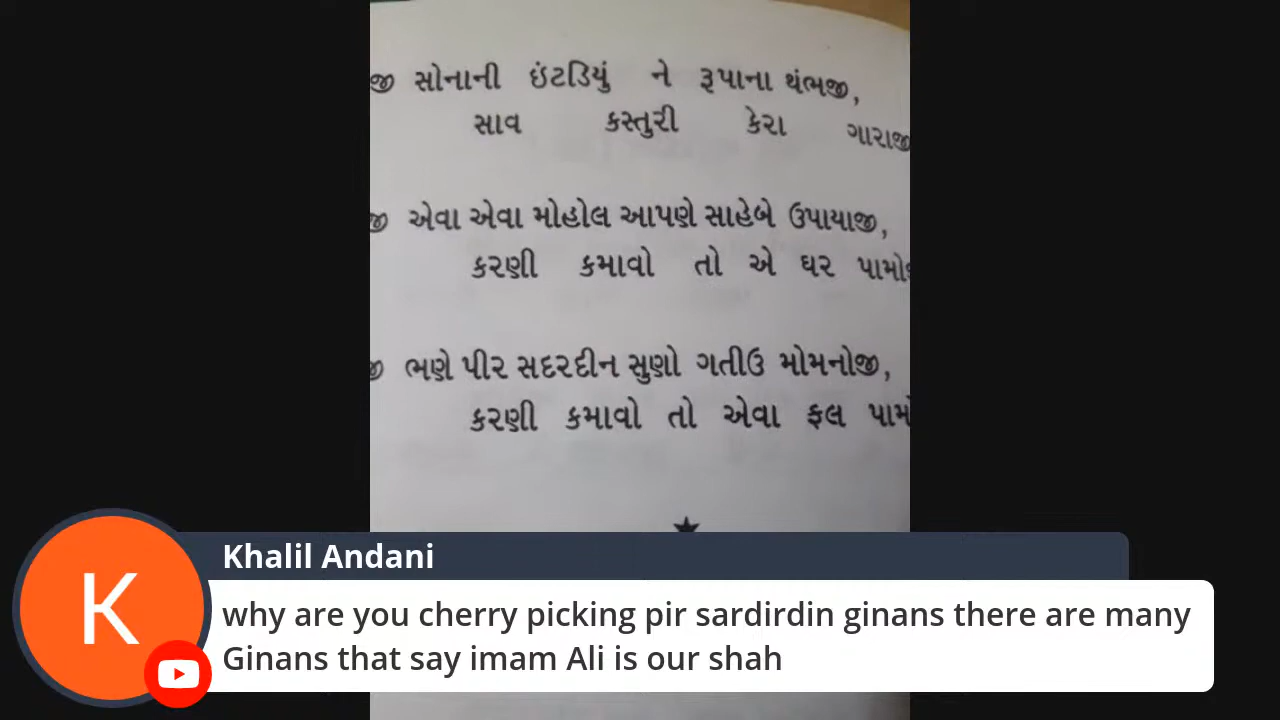 જી સોનાની ઇંટડિયું ને રૂપાના થંભજી,
સાવ કસ્તુરી કેરા ગારાજી
જી એવા એવા મોહોલ આપણે સાહેબે ઉપાયાજી,
કરણી કમાવો તો એ ઘર
જી ભણે પીર સદરદીન સુણો ગતીઉ મોમનોજી,
કરણી કમાવો તો એવા ફલ
Khalil Andani
why are you cherry picking pir sardirdin ginans there are many
Ginans that say imam Ali is our shah
K